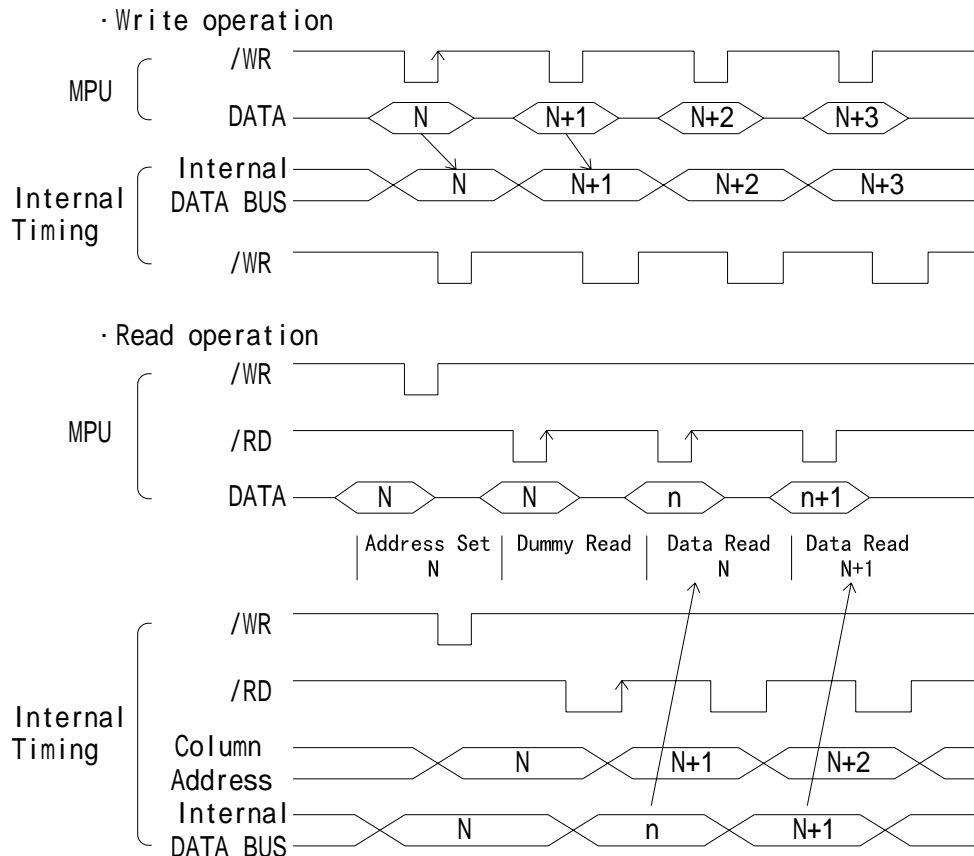 · Write operation
/WR
MPU
DATA N N+1 N+2 N+3
Internal
DATA BUS N N+1 N+2 N+3
Internal
Timing
/WR
· Read operation
/WR
MPU
/RD
DATA N N n n+1
Address Set Dummy Read Data Read Data Read
N N N+1
/WR
/RD
Internal
Timing
Column
Address N N+1 N+2
Internal
DATA BUS N n N+1